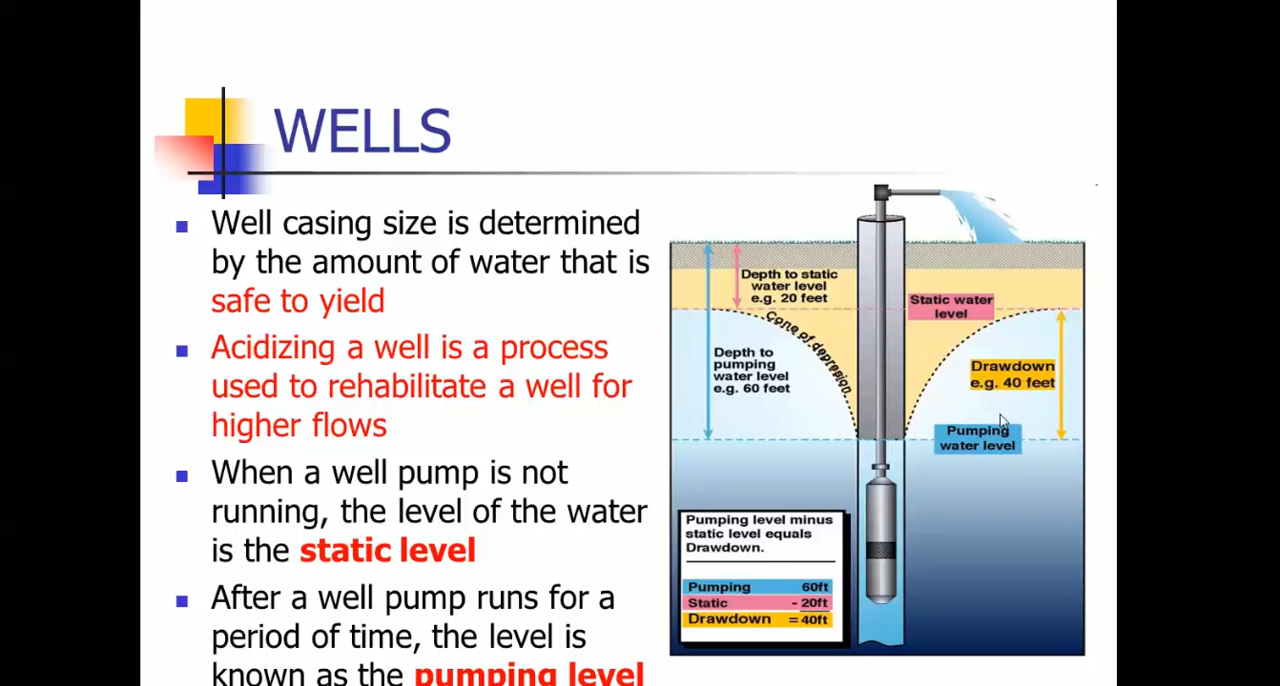 WELLS
Well casing size is determined
by the amount of water that is
safe to yield
Acidizing a well is a process
used to rehabilitate a well for
higher flows
When a well pump is not
running, the level of the water
is the static level
After a well pump runs for a
period of time, the level is
known as the pumping level
Depth to static
water level
e.g. 20 feet
Static water
level
Cone of depression
Depth to
pumping
water level
e.g. 60 feet
Drawdown
e.g. 40 feet
Pumping
water level
Pumping level minus
static level equals
Drawdown.
Pumping 60ft
Static - 20ft
Drawdown = 40ft